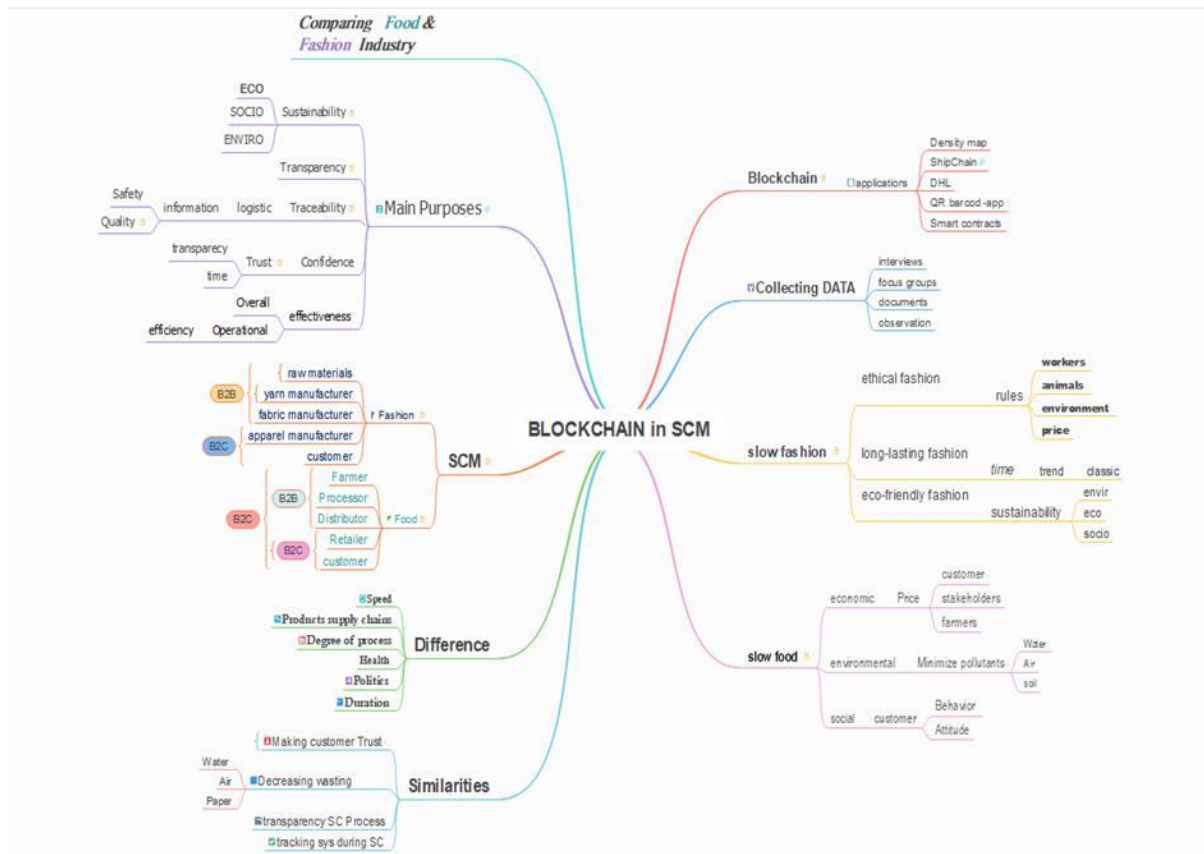 Comparing Food &
Fashion Industry
ECO
SOCIO
ENVIRO
Sustainability
Transparency
Safety
Quality
information logistic Traceability
transparecy
time
Trust Confidence
Overall
efficiency Operational
effectiveness
Main Purposes
B2B
B2C
raw materials
yarn manufacturer
fabric manufacturer
apparel manufacturer
customer
Fashion
B2C
B2B
B2C
Farmer
Processor
Distributor
Retailer
customer
Food
SCM
Speed
Products supply chains
Degree of process
Health
Politics
Duration
Difference
Making customer Trust
Water
Air
Paper
Decreasing wasting
transparency SC Process
tracking sys during SC
Similarities
BLOCKCHAIN in SCM
Blockchain
applications
Density map
ShipChain
DHL
QR barcod -app
Smart contracts
Collecting DATA
interviews
focus groups
documents
observation
slow fashion
ethical fashion
rules
workers
animals
environment
price
long-lasting fashion
time trend classic
eco-friendly fashion
sustainability
envir
eco
socio
slow food
economic Price
customer
stakeholders
farmers
environmental Minimize pollutants
Water
Air
soil
social customer
Behavior
Attitude